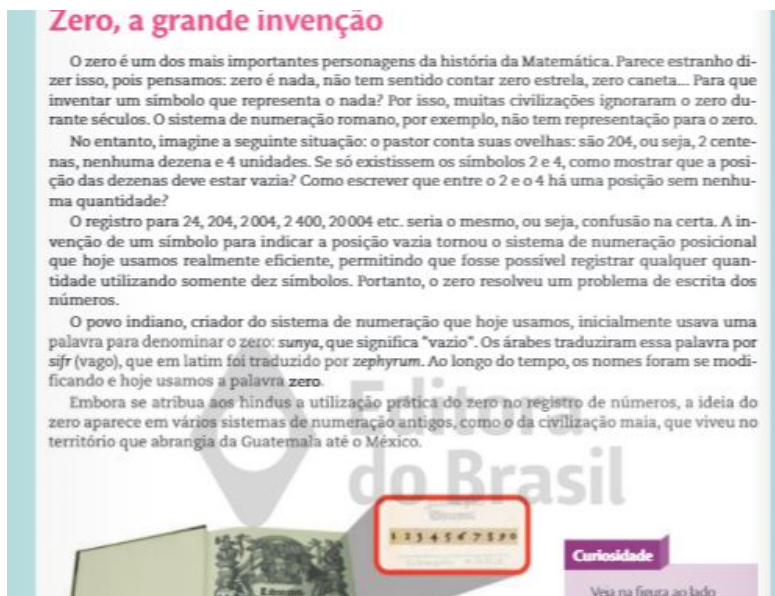 Zero, a grande invenção
O zero é um dos mais importantes personagens da história da Matemática. Parece estranho di-
zer isso, pois pensamos: zero é nada, não tem sentido contar zero estrela, zero caneta... Para que
inventar um símbolo que representa o nada? Por isso, muitas civilizações ignoraram o zero du-
rante séculos. O sistema de numeração romano, por exemplo, não tem representação para o zero.
No entanto, imagine a seguinte situação: o pastor conta suas ovelhas: são 204, ou seja, 2 cente-
nas, nenhuma dezena e 4 unidades. Se só existissem os símbolos 2 e 4, como mostrar que a posi-
ção das dezenas deve estar vazia? Como escrever que entre o 2 e o 4 há uma posição sem nenhu-
ma quantidade?
O registro para 24, 204, 2 004, 2 400, 20 004 etc. seria o mesmo, ou seja, confusão na certa. A in-
venção de um símbolo para indicar a posição vazia tornou o sistema de numeração posicional
que hoje usamos realmente eficiente, permitindo que fosse possível registrar qualquer quan-
tidade utilizando somente dez símbolos. Portanto, o zero resolveu um problema de escrita dos
números.
O povo indiano, criador do sistema de numeração que hoje usamos, inicialmente usava uma
palavra para denominar o zero: sunya, que significa "vazio". Os árabes traduziram essa palavra por
sifr (vago), que em latim foi traduzido por zephyrum. Ao longo do tempo, os nomes foram se modi-
ficando e hoje usamos a palavra zero.
Embora se atribua aos hindus a utilização prática do zero no registro de números, a ideia do
zero aparece em vários sistemas de numeração antigos, como o da civilização maia, que viveu no
território que abrangia da Guatemala até o México.
Editora
do Brasil
1 2 3 4 5 6 7 8 9 0
Curiosidade
Veja na figura ao lado